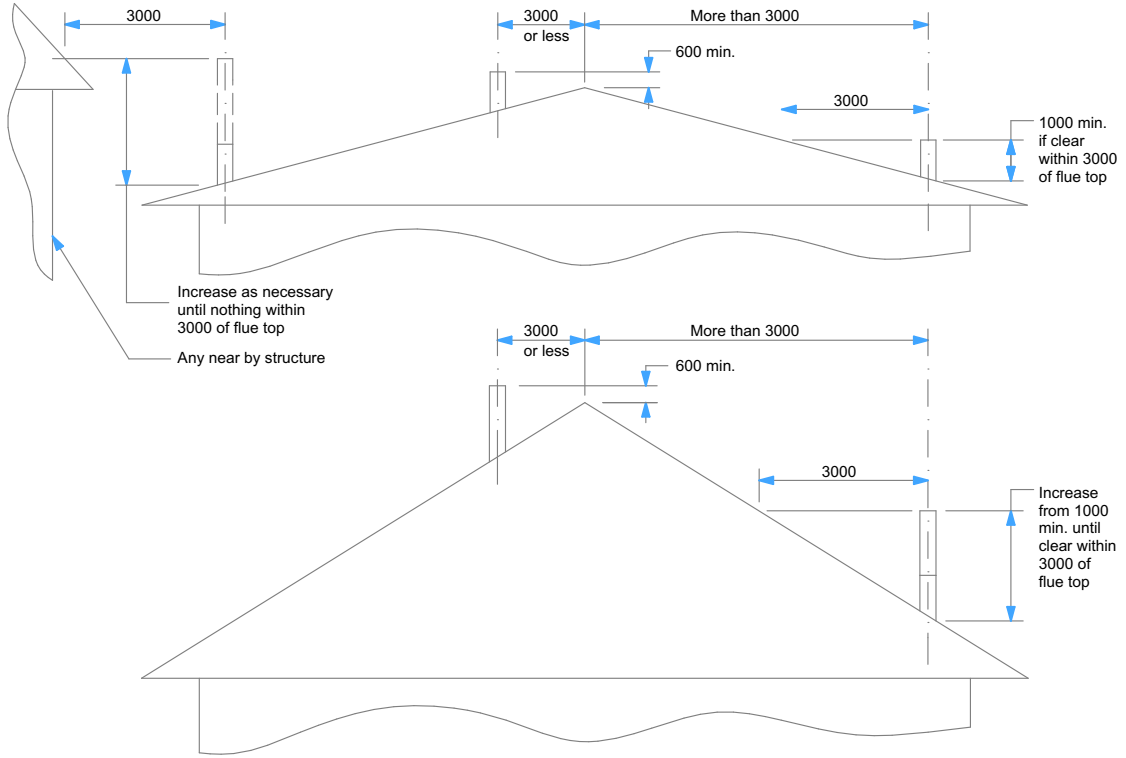 3000
3000
or less
More than 3000
600 min.
3000
1000 min.
if clear
within 3000
of flue top
Increase as necessary
until nothing within
3000 of flue top
Any near by structure
3000
or less
More than 3000
600 min.
3000
Increase
from 1000
min. until
clear within
3000 of
flue top